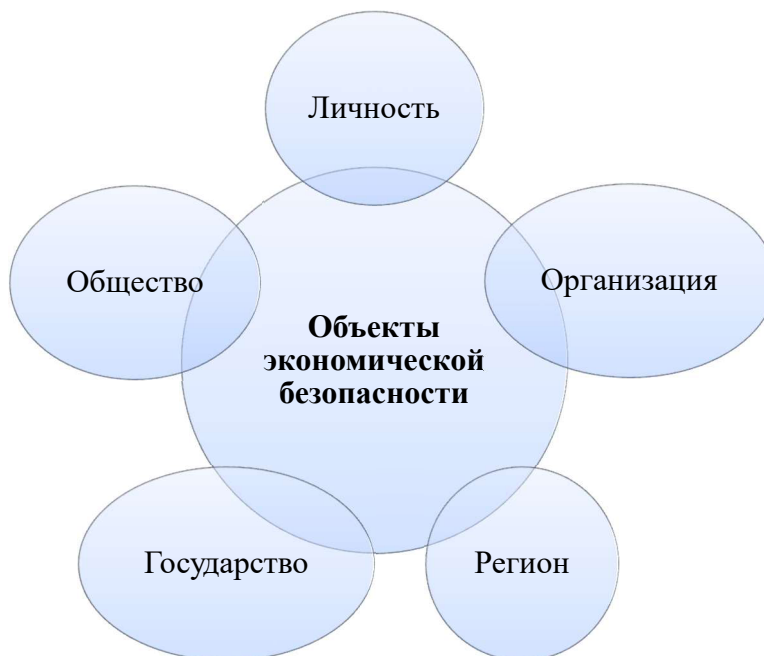 Личность
Общество
Организация
Объекты
экономической
безопасности
Государство
Регион